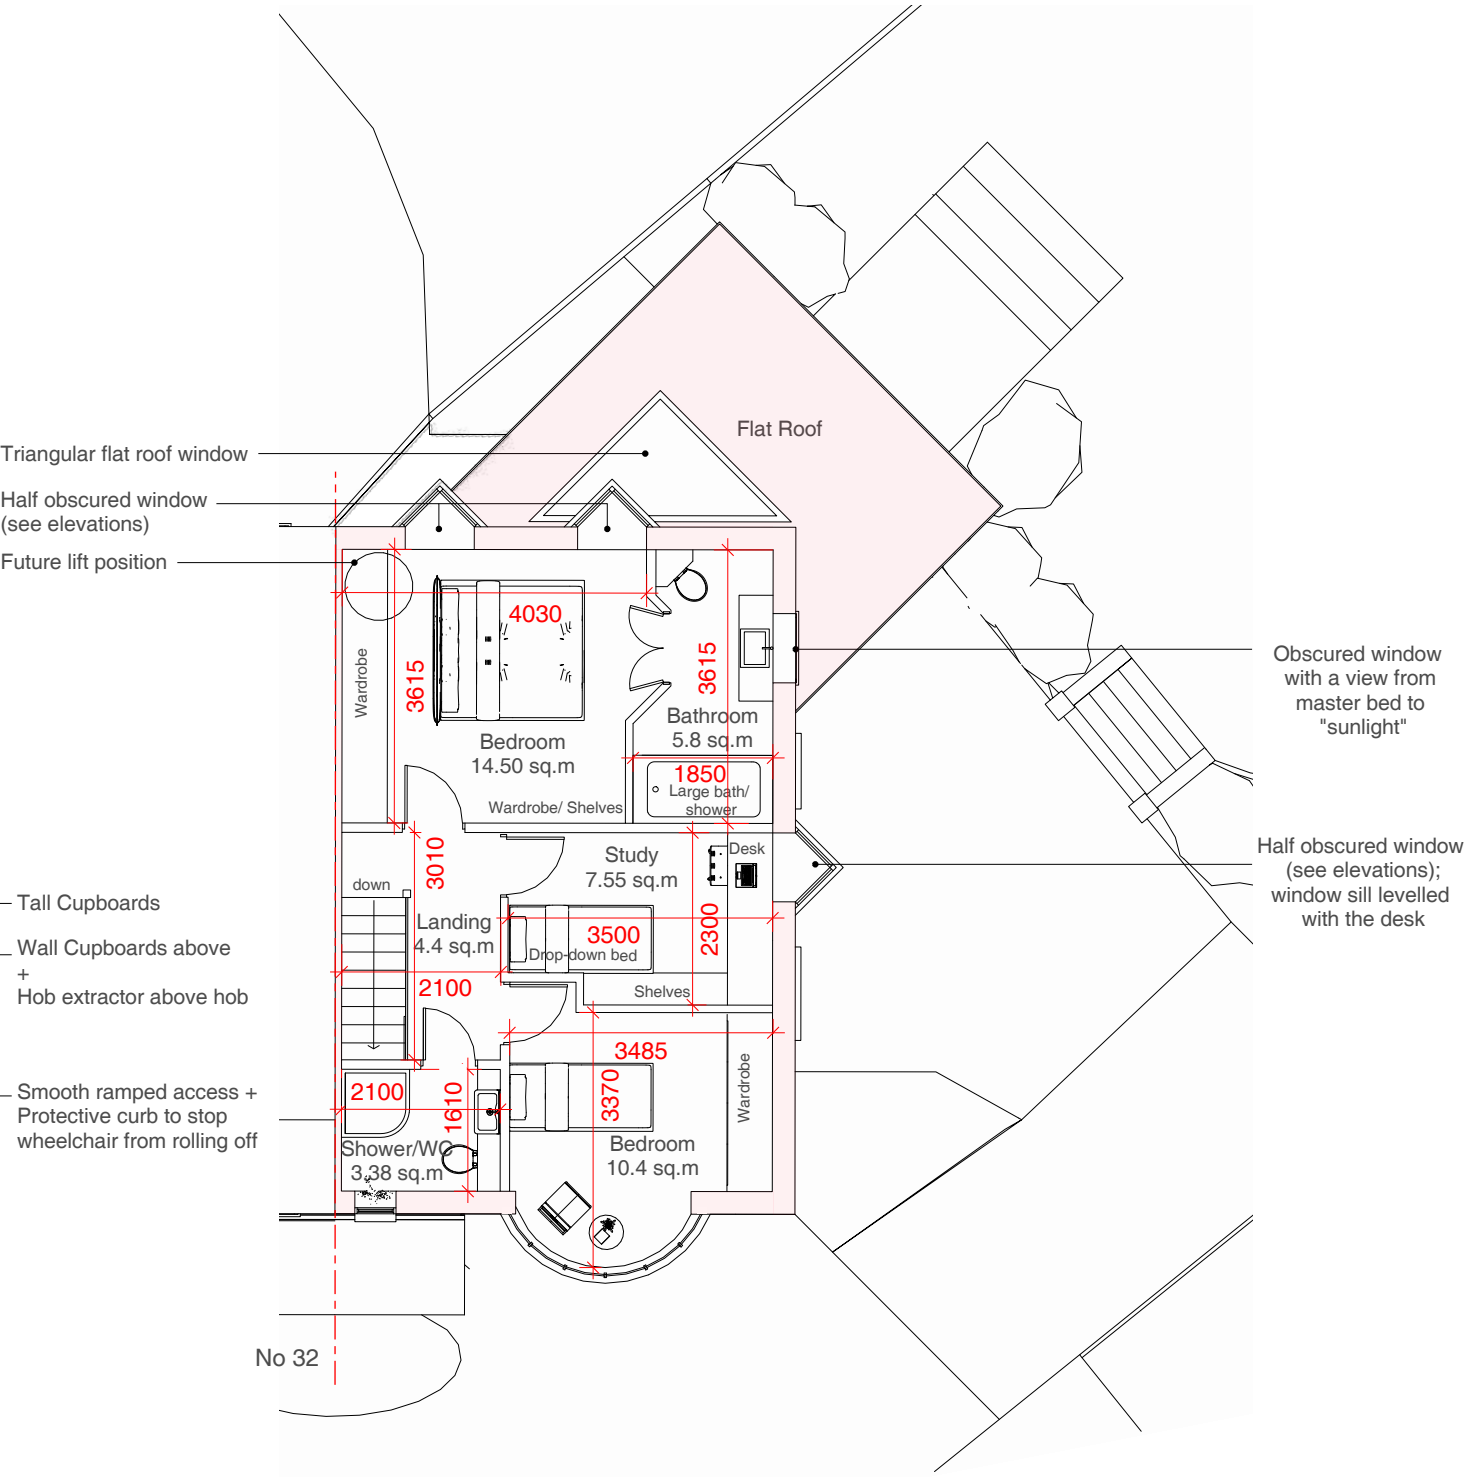 Flat Roof
Triangular flat roof window
Half obscured window
(see elevations)
Future lift position
4030
3615
Wardrobe
3615
Bathroom
5.8 sq.m
Bedroom
14.50 sq.m
1850
Large bath/
shower
Wardrobe/ Shelves
Obscured window
with a view from
master bed to
"sunlight"
3010
Study
7.55 sq.m
Desk
Half obscured window
(see elevations);
window sill levelled
with the desk
down
Tall Cupboards
Landing
4.4 sq.m
3500
2300
Drop-down bed
Wall Cupboards above
+
Hob extractor above hob
2100
Shelves
3485
3370
Wardrobe
Smooth ramped access +
Protective curb to stop
wheelchair from rolling off
2100
1610
Shower/WC
3.38 sq.m
Bedroom
10.4 sq.m
No 32